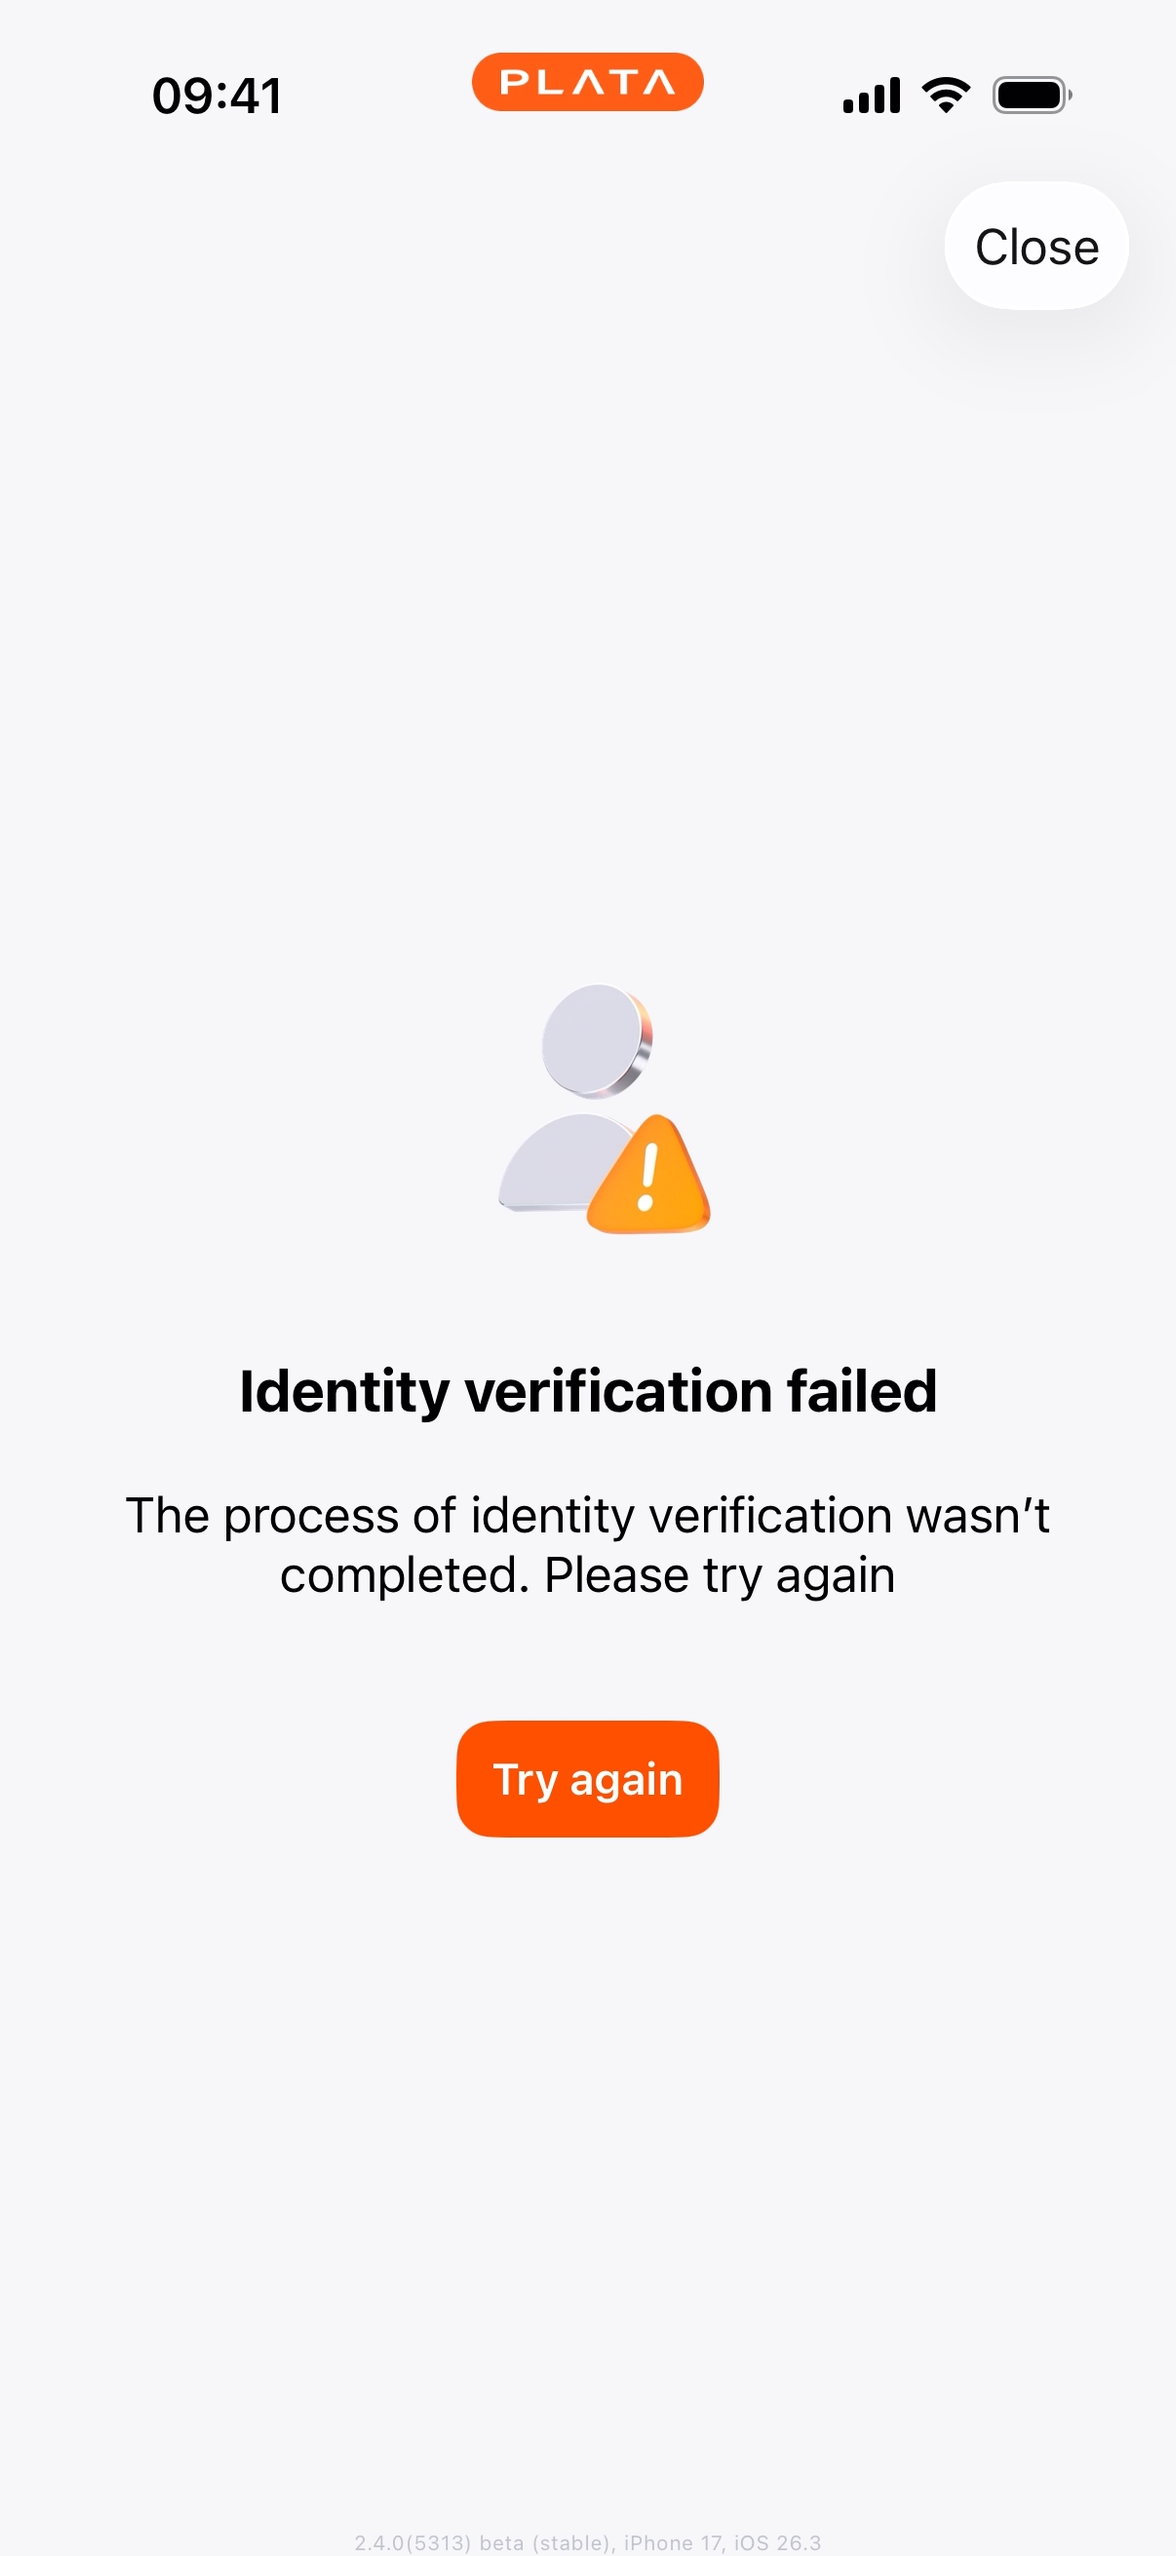 09:41
PLATA
Close
Identity verification failed
The process of identity verification wasn’t
completed. Please try again
Try again
2.4.0(5313) beta (stable), iPhone 17, iOS 26.3